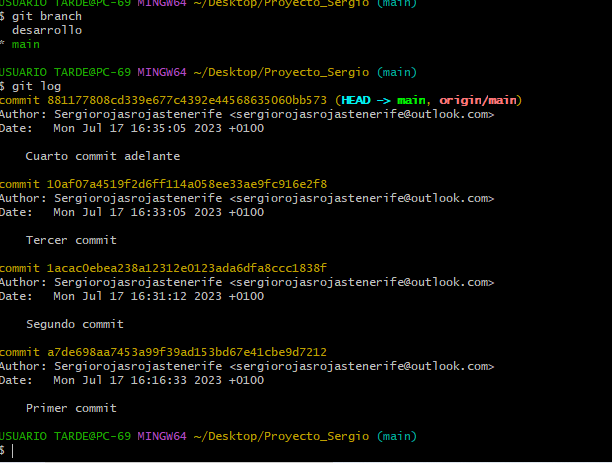 USUARIO TARDE@PC-69 MINGW64 ~/Desktop/Proyecto_Sergio (main)
$ git branch
  desarrollo
* main
USUARIO TARDE@PC-69 MINGW64 ~/Desktop/Proyecto_Sergio (main)
$ git log
commit 881177808cd339e677c4392e44568635060bb573 (HEAD -> main, origin/main)
Author: Sergiorojasrojastenerife <sergiorojasrojastenerife@outlook.com>
Date:   Mon Jul 17 16:35:05 2023 +0100
    Cuarto commit adelante
commit 10af07a4519f2d6ff114a058ee33ae9fc916e2f8
Author: Sergiorojasrojastenerife <sergiorojasrojastenerife@outlook.com>
Date:   Mon Jul 17 16:33:05 2023 +0100
    Tercer commit
commit 1acac0ebea238a12312e0123ada6dfa8ccc1838f
Author: Sergiorojasrojastenerife <sergiorojasrojastenerife@outlook.com>
Date:   Mon Jul 17 16:31:12 2023 +0100
    Segundo commit
commit a7de698aa7453a99f39ad153bd67e41cbe9d7212
Author: Sergiorojasrojastenerife <sergiorojasrojastenerife@outlook.com>
Date:   Mon Jul 17 16:16:33 2023 +0100
    Primer commit
USUARIO TARDE@PC-69 MINGW64 ~/Desktop/Proyecto_Sergio (main)
$